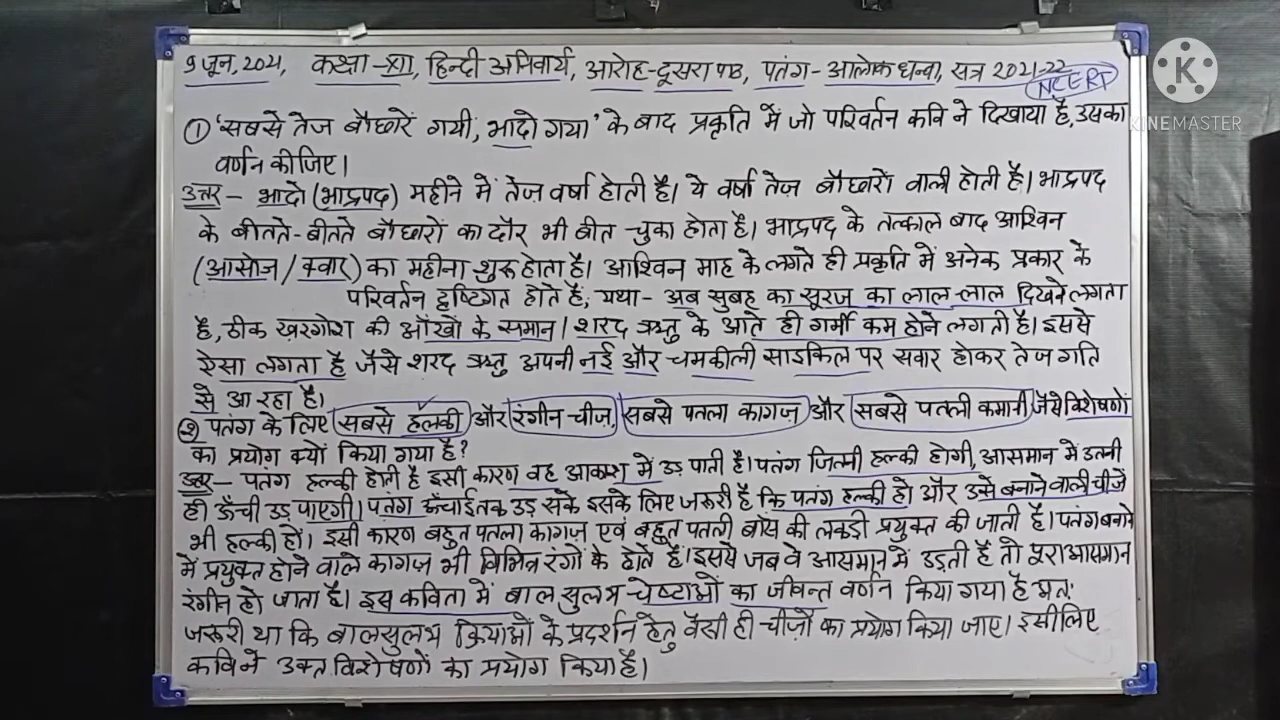 9 जून, 2021, कक्षा-XII, हिन्दी अनिवार्य, आरोह-दूसरा पाठ, पतंग-आलोक धन्वा, सत्र 2021-22
NCERT
K
KINEMASTER
① 'सबसे तेज बौछारें गयीं, भादो गया' के बाद प्रकृति में जो परिवर्तन कवि ने दिखाया है, उसका
वर्णन कीजिए।
उत्तर- भादो (भाद्रपद) महीने में तेज़ वर्षा होती है। ये वर्षा तेज़ बौछारों वाली होती है। भाद्रपद
के बीतते-बीतते बौछारों का दौर भी बीत चुका होता है। भाद्रपद के तत्काल बाद आश्विन
(आसोज/क्वार) का महीना शुरू होता है। आश्विन माह के लगते ही प्रकृति में अनेक प्रकार के
परिवर्तन दृष्टिगत होते हैं, यथा- अब सुबह का सूरज का लाल-लाल दिखने लगता
है, ठीक खरगोश की आँखों के समान। शरद ऋतु के आते ही गर्मी कम होने लगती है। इससे
ऐसा लगता है जैसे शरद ऋतु अपनी नई और चमकीली साइकिल पर सवार होकर तेज गति
से आ रहा है।
② पतंग के लिए सबसे हलकी और रंगीन चीज़, सबसे पतला कागज़ और सबसे पतली कमानी जैसे विशेषणों
का प्रयोग क्यों किया गया है?
उत्तर- पतंग हल्की होती है इसी कारण वह आकाश में उड़ पाती है। पतंग जितनी हल्की होगी, आसमान में उतनी
ही ऊँची उड़ पाएगी। पतंग ऊँचाई तक उड़ सके इसके लिए जरूरी है कि पतंग हल्की हो और उसे बनाने वाली चीजें
भी हल्की हों। इसी कारण बहुत पतला कागज़ एवं बहुत पतली बाँस की लकड़ी प्रयुक्त की जाती है। पतंग बनाने
में प्रयुक्त होने वाले कागज़ भी विभिन्न रंगों के होते हैं। इससे जब वे आसमान में उड़ती हैं तो पूरा आसमान
रंगीन हो जाता है। इस कविता में बाल सुलभ चेष्टाओं का जीवन्त वर्णन किया गया है अतः
जरूरी था कि बालसुलभ क्रियाओं के प्रदर्शन हेतु वैसी ही चीज़ों का प्रयोग किया जाए। इसीलिए
कवि ने उक्त विशेषणों का प्रयोग किया है।